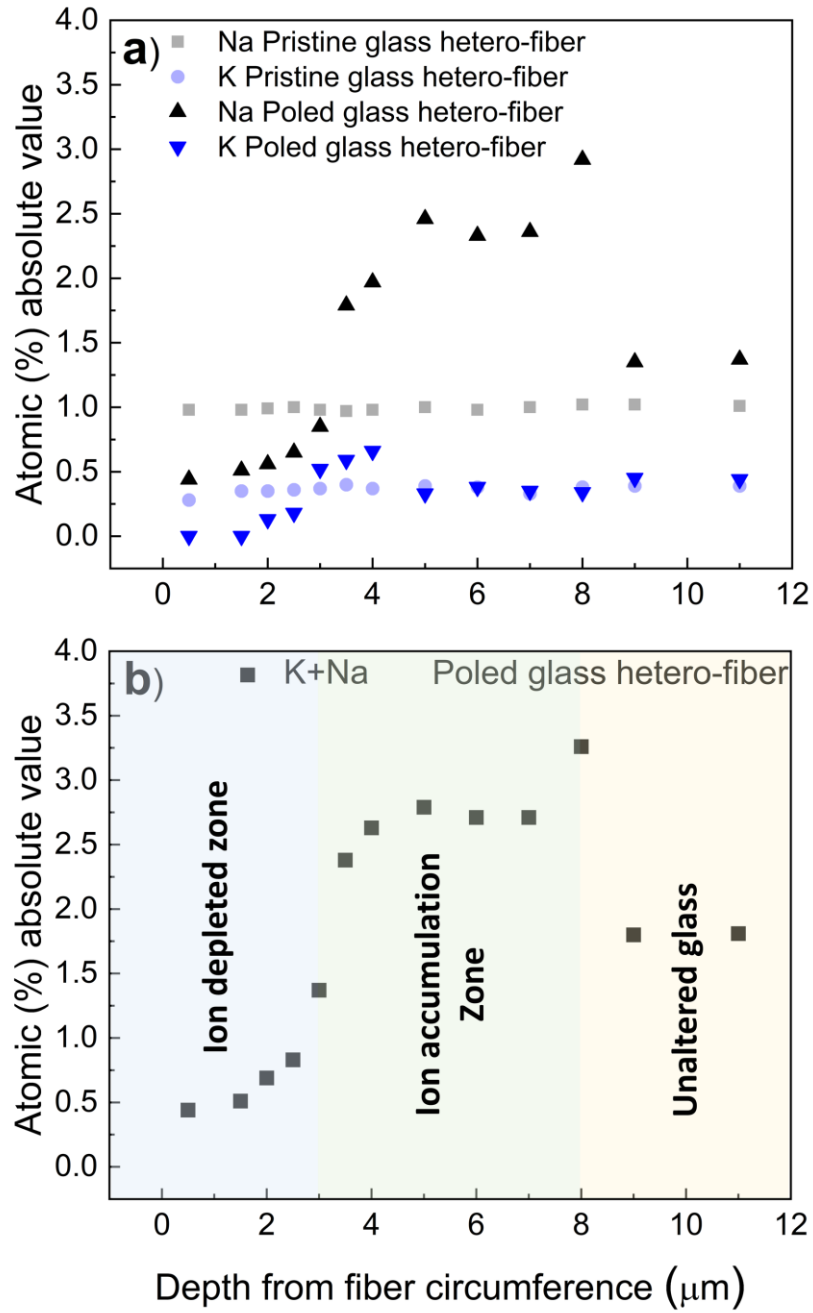 a)
Na Pristine glass hetero-fiber
K Pristine glass hetero-fiber
Na Poled glass hetero-fiber
K Poled glass hetero-fiber
Atomic (%) absolute value
4.0
3.5
3.0
2.5
2.0
1.5
1.0
0.5
0.0
0 2 4 6 8 10 12
b)
K+Na Poled glass hetero-fiber
Atomic (%) absolute value
4.0
3.5
3.0
2.5
2.0
1.5
1.0
0.5
0.0
Ion depleted zone
Ion accumulation
Zone
Unaltered glass
0 2 4 6 8 10 12
Depth from fiber circumference (μm)